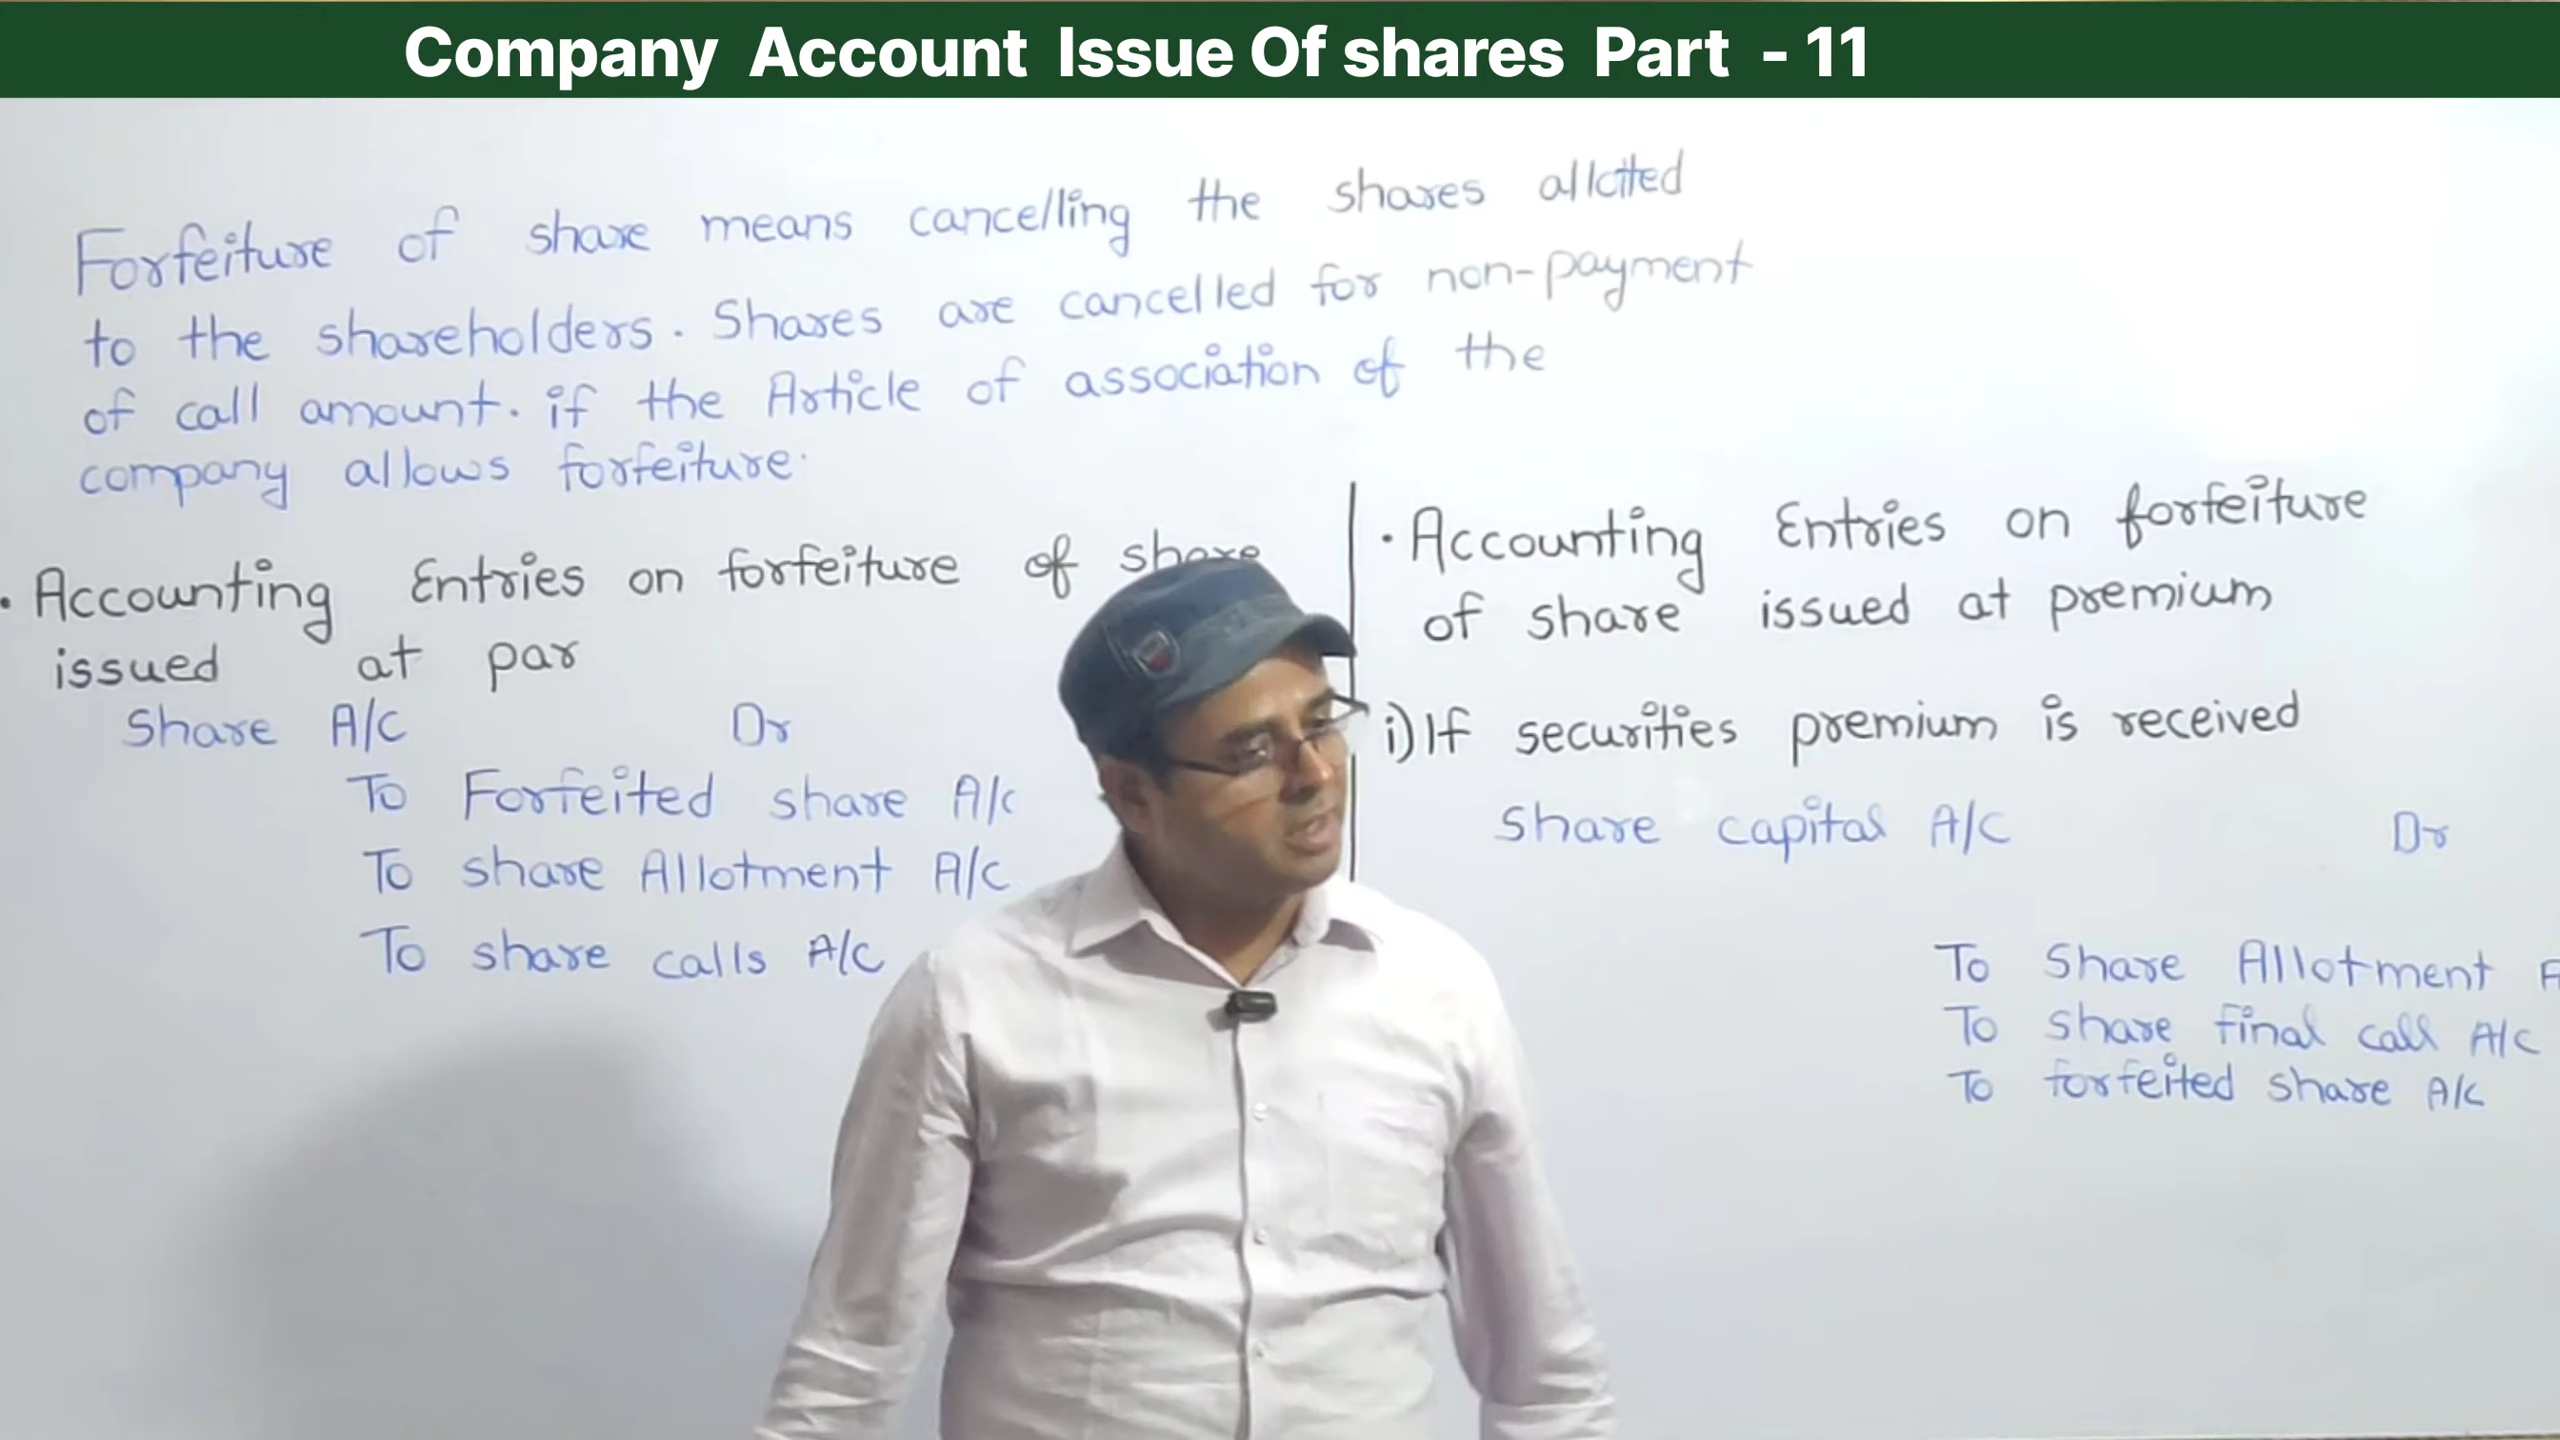 Company Account Issue Of shares Part - 11
Forfeiture of share means cancelling the shares allotted
to the shareholders. Shares are cancelled for non-payment
of call amount. if the Article of association of the
company allows forfeiture.
. Accounting Entries on forfeiture of share
issued at par
Share A/C Dr
To Forfeited share A/C
To share Allotment A/C
To share calls A/C
. Accounting Entries on forfeiture
of share issued at premium
i) If securities premium is received
Share capital A/C Dr
To Share Allotment
To Share final call A/C
To forfeited share A/C